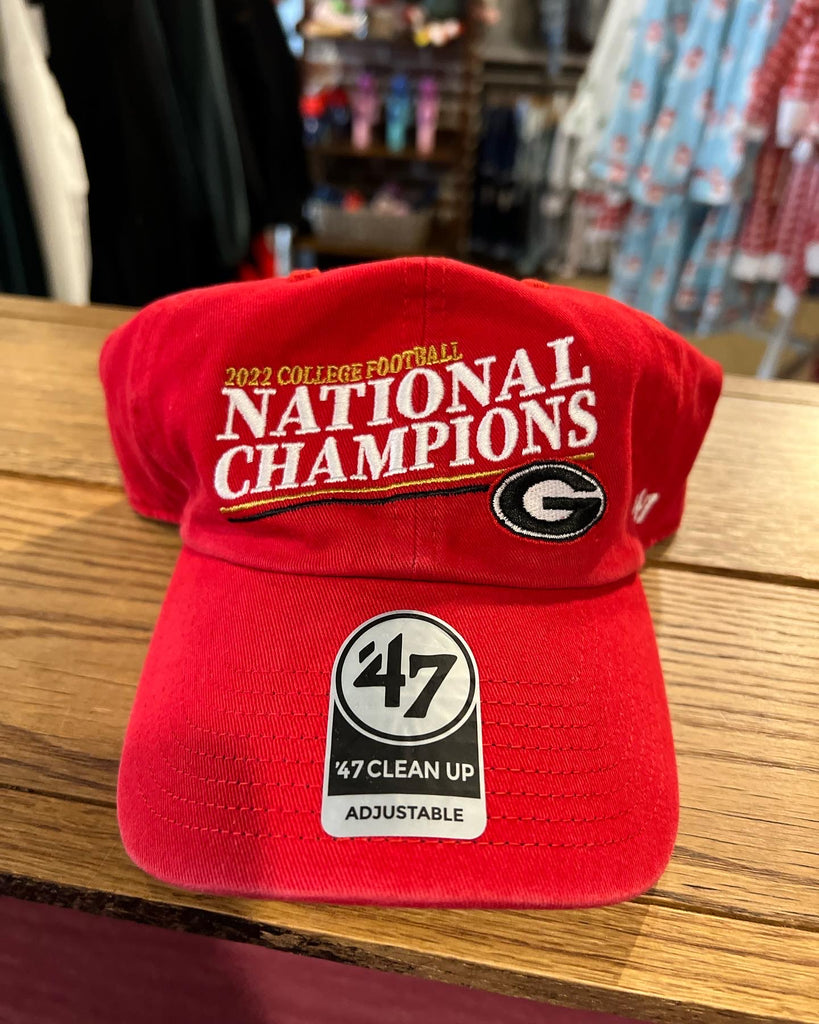 2022 COLLEGE FOOTBALL
NATIONAL
CHAMPIONS
G
'47
'47
'47 CLEAN UP
ADJUSTABLE